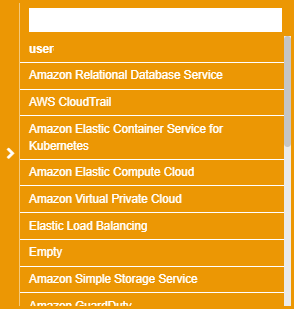 user
Amazon Relational Database Service
AWS CloudTrail
Amazon Elastic Container Service for
Kubernetes
Amazon Elastic Compute Cloud
Amazon Virtual Private Cloud
Elastic Load Balancing
Empty
Amazon Simple Storage Service
Amazon GuardDuty